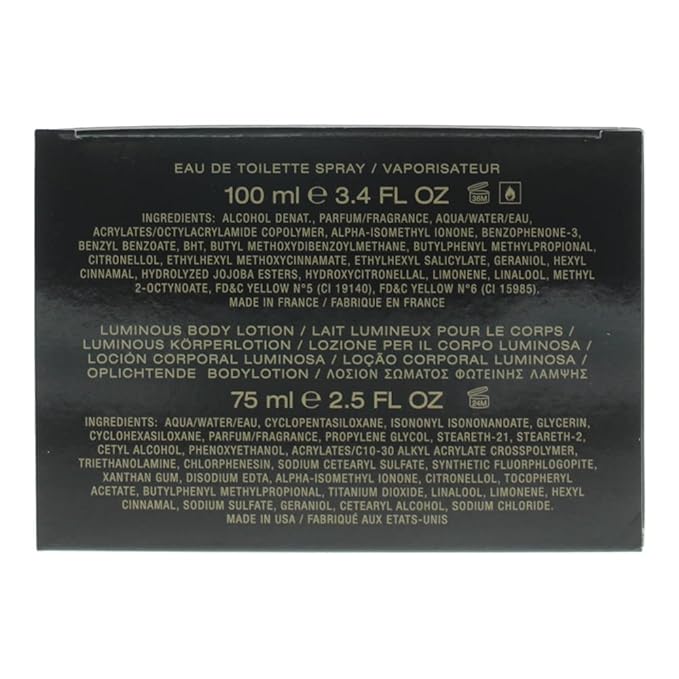 EAU DE TOILETTE SPRAY / VAPORISATEUR
100 ml e 3.4 FL OZ 36M
INGREDIENTS: ALCOHOL DENAT., PARFUM/FRAGRANCE, AQUA/WATER/EAU,
ACRYLATES/OCTYLACRYLAMIDE COPOLYMER, ALPHA-ISOMETHYL IONONE, BENZOPHENONE-3,
BENZYL BENZOATE, BHT, BUTYL METHOXYDIBENZOYLMETHANE, BUTYLPHENYL METHYLPROPIONAL,
CITRONELLOL, ETHYLHEXYL METHOXYCINNAMATE, ETHYLHEXYL SALICYLATE, GERANIOL, HEXYL
CINNAMAL, HYDROLYZED JOJOBA ESTERS, HYDROXYCITRONELLAL, LIMONENE, LINALOOL, METHYL
2-OCTYNOATE, FD&C YELLOW N°5 (CI 19140), FD&C YELLOW N°6 (CI 15985).
MADE IN FRANCE / FABRIQUÉ EN FRANCE
LUMINOUS BODY LOTION / LAIT LUMINEUX POUR LE CORPS /
LUMINOUS KÖRPERLOTION / LOZIONE PER IL CORPO LUMINOSA /
LOCIÓN CORPORAL LUMINOSA / LOÇÃO CORPORAL LUMINOSA /
OPLICHTENDE BODYLOTION / ΛΟΣΙΟΝ ΣΩΜΑΤΟΣ ΦΩΤΕΙΝΗΣ ΛΑΜΨΗΣ
75 ml e 2.5 FL OZ 24M
INGREDIENTS: AQUA/WATER/EAU, CYCLOPENTASILOXANE, ISONONYL ISONONANOATE, GLYCERIN,
CYCLOHEXASILOXANE, PARFUM/FRAGRANCE, PROPYLENE GLYCOL, STEARETH-21, STEARETH-2,
CETYL ALCOHOL, PHENOXYETHANOL, ACRYLATES/C10-30 ALKYL ACRYLATE CROSSPOLYMER,
TRIETHANOLAMINE, CHLORPHENESIN, SODIUM CETEARYL SULFATE, SYNTHETIC FLUORPHLOGOPITE,
XANTHAN GUM, DISODIUM EDTA, ALPHA-ISOMETHYL IONONE, CITRONELLOL, TOCOPHERYL
ACETATE, BUTYLPHENYL METHYLPROPIONAL, TITANIUM DIOXIDE, LINALOOL, LIMONENE, HEXYL
CINNAMAL, SODIUM SULFATE, GERANIOL, CETEARYL ALCOHOL, SODIUM CHLORIDE.
MADE IN USA / FABRIQUÉ AUX ETATS-UNIS